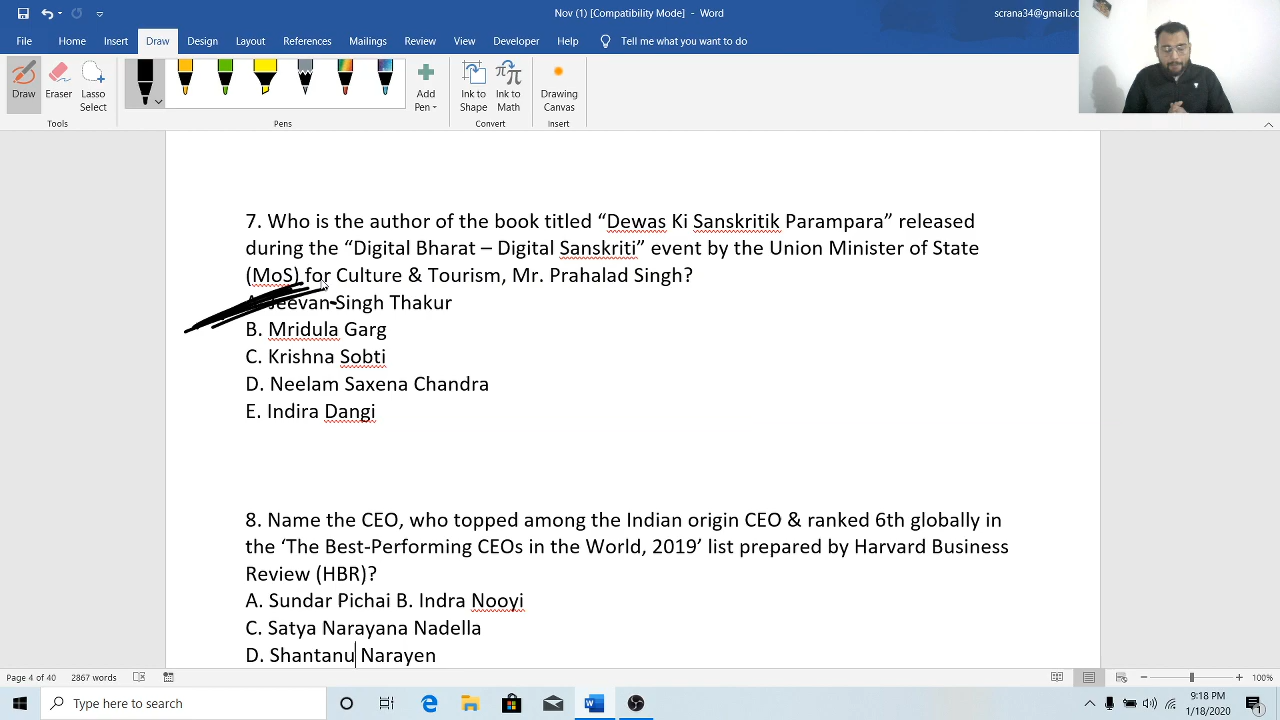 Nov (1) [Compatibility Mode] - Word
scrana34@gmail.co
File Home Insert Draw Design Layout References Mailings Review View Developer Help Tell me what you want to do
Draw Eraser Lasso Select
Add Pen
Ink to Shape Ink to Math
Drawing Canvas
Tools Pens Convert Insert
7. Who is the author of the book titled “Dewas Ki Sanskritik Parampara” released
during the “Digital Bharat – Digital Sanskriti” event by the Union Minister of State
(MoS) for Culture & Tourism, Mr. Prahalad Singh?
A. Jeevan Singh Thakur
B. Mridula Garg
C. Krishna Sobti
D. Neelam Saxena Chandra
E. Indira Dangi
8. Name the CEO, who topped among the Indian origin CEO & ranked 6th globally in
the ‘The Best-Performing CEOs in the World, 2019’ list prepared by Harvard Business
Review (HBR)?
A. Sundar Pichai B. Indra Nooyi
C. Satya Narayana Nadella
D. Shantanu Narayen
Page 4 of 40 2867 words 100%
Type here to search
9:18 PM
1/18/2020